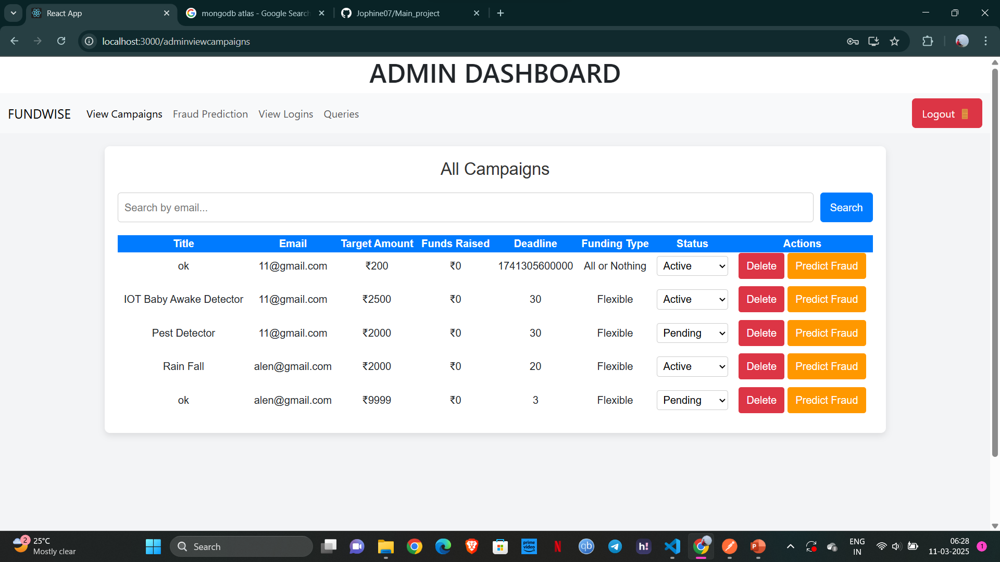 React App
mongodb atlas - Google Search
Jophine07/Main_project
localhost:3000/adminviewcampaigns
ADMIN DASHBOARD
FUNDWISE View Campaigns Fraud Prediction View Logins Queries Logout
All Campaigns
Search by email... Search
Title Email Target Amount Funds Raised Deadline Funding Type Status Actions
ok 11@gmail.com ₹200 ₹0 1741305600000 All or Nothing Active Delete Predict Fraud
IOT Baby Awake Detector 11@gmail.com ₹2500 ₹0 30 Flexible Active Delete Predict Fraud
Pest Detector 11@gmail.com ₹2000 ₹0 30 Flexible Pending Delete Predict Fraud
Rain Fall alen@gmail.com ₹2000 ₹0 20 Flexible Active Delete Predict Fraud
ok alen@gmail.com ₹9999 ₹0 3 Flexible Pending Delete Predict Fraud
2
25°C
Mostly clear
Search
prime video
N
qb
h!
P
ENG
IN
06:28
11-03-2025
1